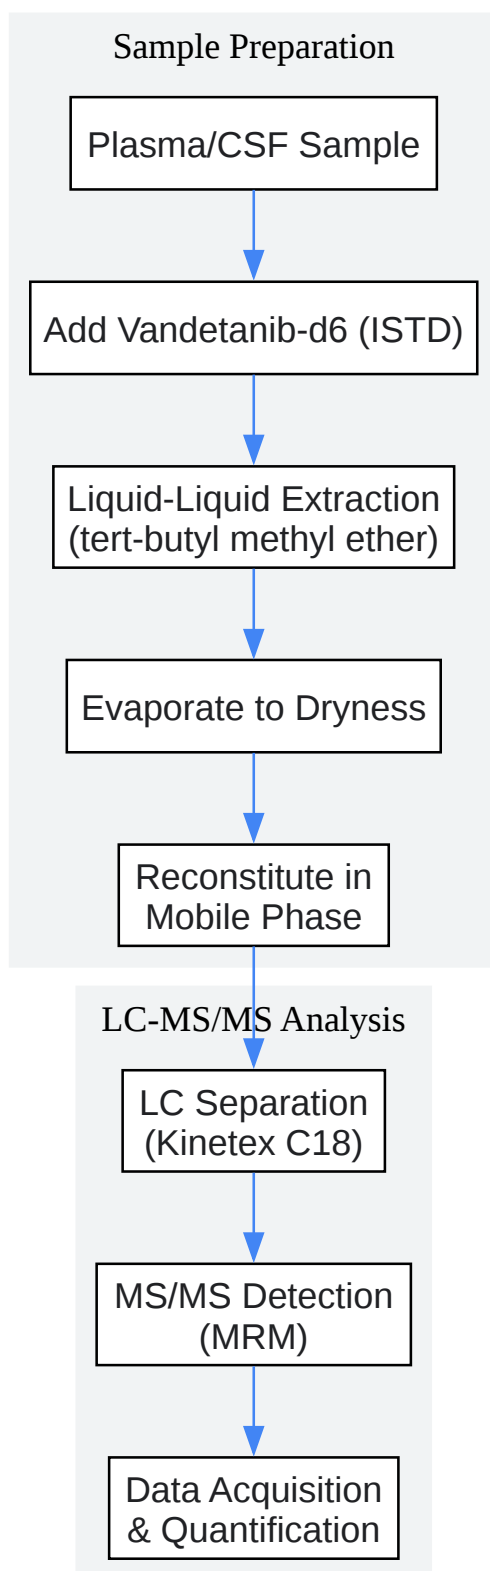 Sample Preparation
Plasma/CSF Sample
Add Vandetanib-d6 (ISTD)
Liquid-Liquid Extraction
(tert-butyl methyl ether)
Evaporate to Dryness
Reconstitute in
Mobile Phase
LC-MS/MS Analysis
LC Separation
(Kinetex C18)
MS/MS Detection
(MRM)
Data Acquisition
& Quantification